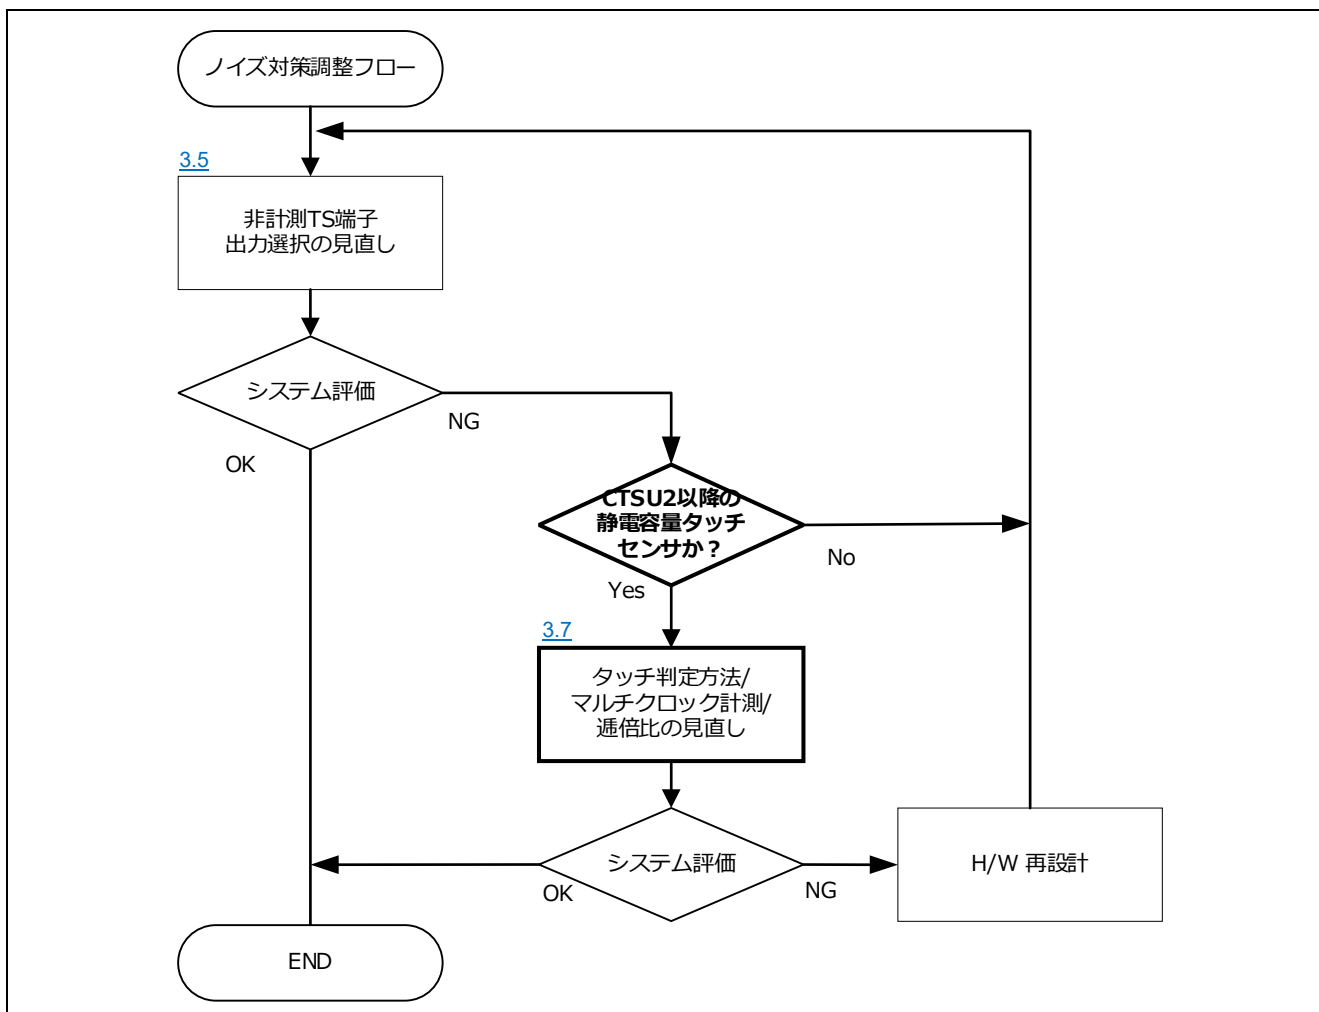 ノイズ対策調整フロー
3.5
非計測TS端子
出力選択の見直し
システム評価
NG
OK
CTSU2以降の
静電容量タッチ
センサか？
No
Yes
3.7
タッチ判定方法/
マルチクロック計測/
逓倍比の見直し
システム評価
OK
NG
H/W 再設計
END